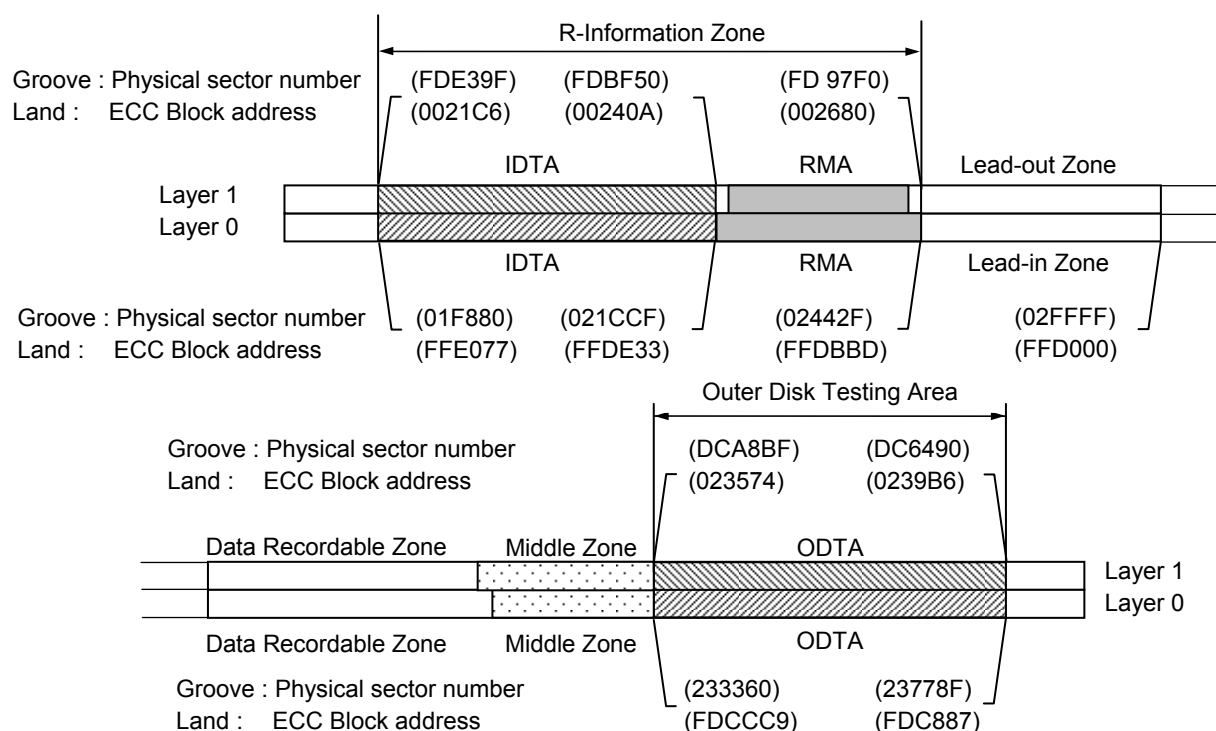 R-Information Zone
Groove : Physical sector number (FDE39F) (FDBF50) (FD 97F0)
Land : ECC Block address (0021C6) (00240A) (002680)
IDTA RMA Lead-out Zone
Layer 1
Layer 0
IDTA RMA Lead-in Zone
Groove : Physical sector number (01F880) (021CCF) (02442F) (02FFFF)
Land : ECC Block address (FFE077) (FFDE33) (FFDBBD) (FFD000)
Outer Disk Testing Area
Groove : Physical sector number (DCA8BF) (DC6490)
Land : ECC Block address (023574) (0239B6)
Data Recordable Zone Middle Zone ODTA
Layer 1
Layer 0
Data Recordable Zone Middle Zone ODTA
Groove : Physical sector number (233360) (23778F)
Land : ECC Block address (FDCCC9) (FDC887)